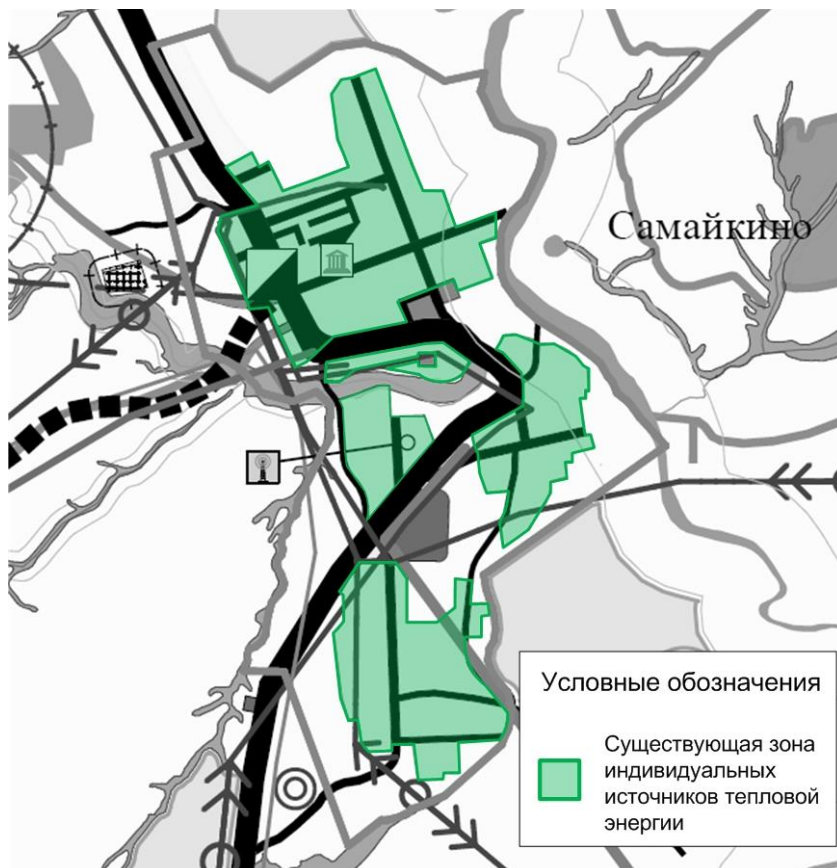 Самайкино
Условные обозначения
Существующая зона
индивидуальных
источников тепловой
энергии